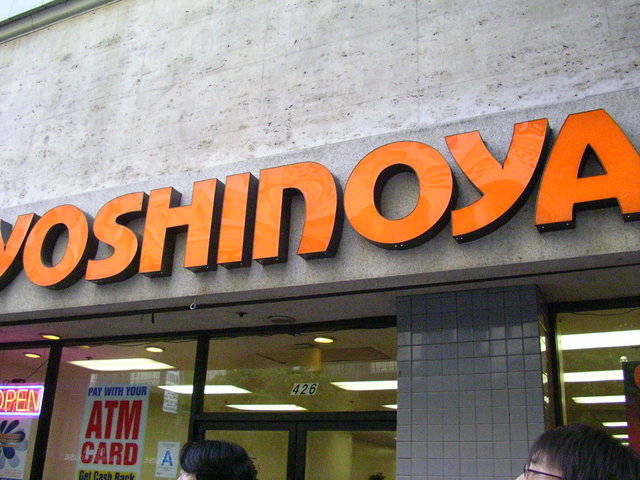 YOSHINOYA
426
OPEN
PAY WITH YOUR
ATM
CARD
Get Cash Back
A